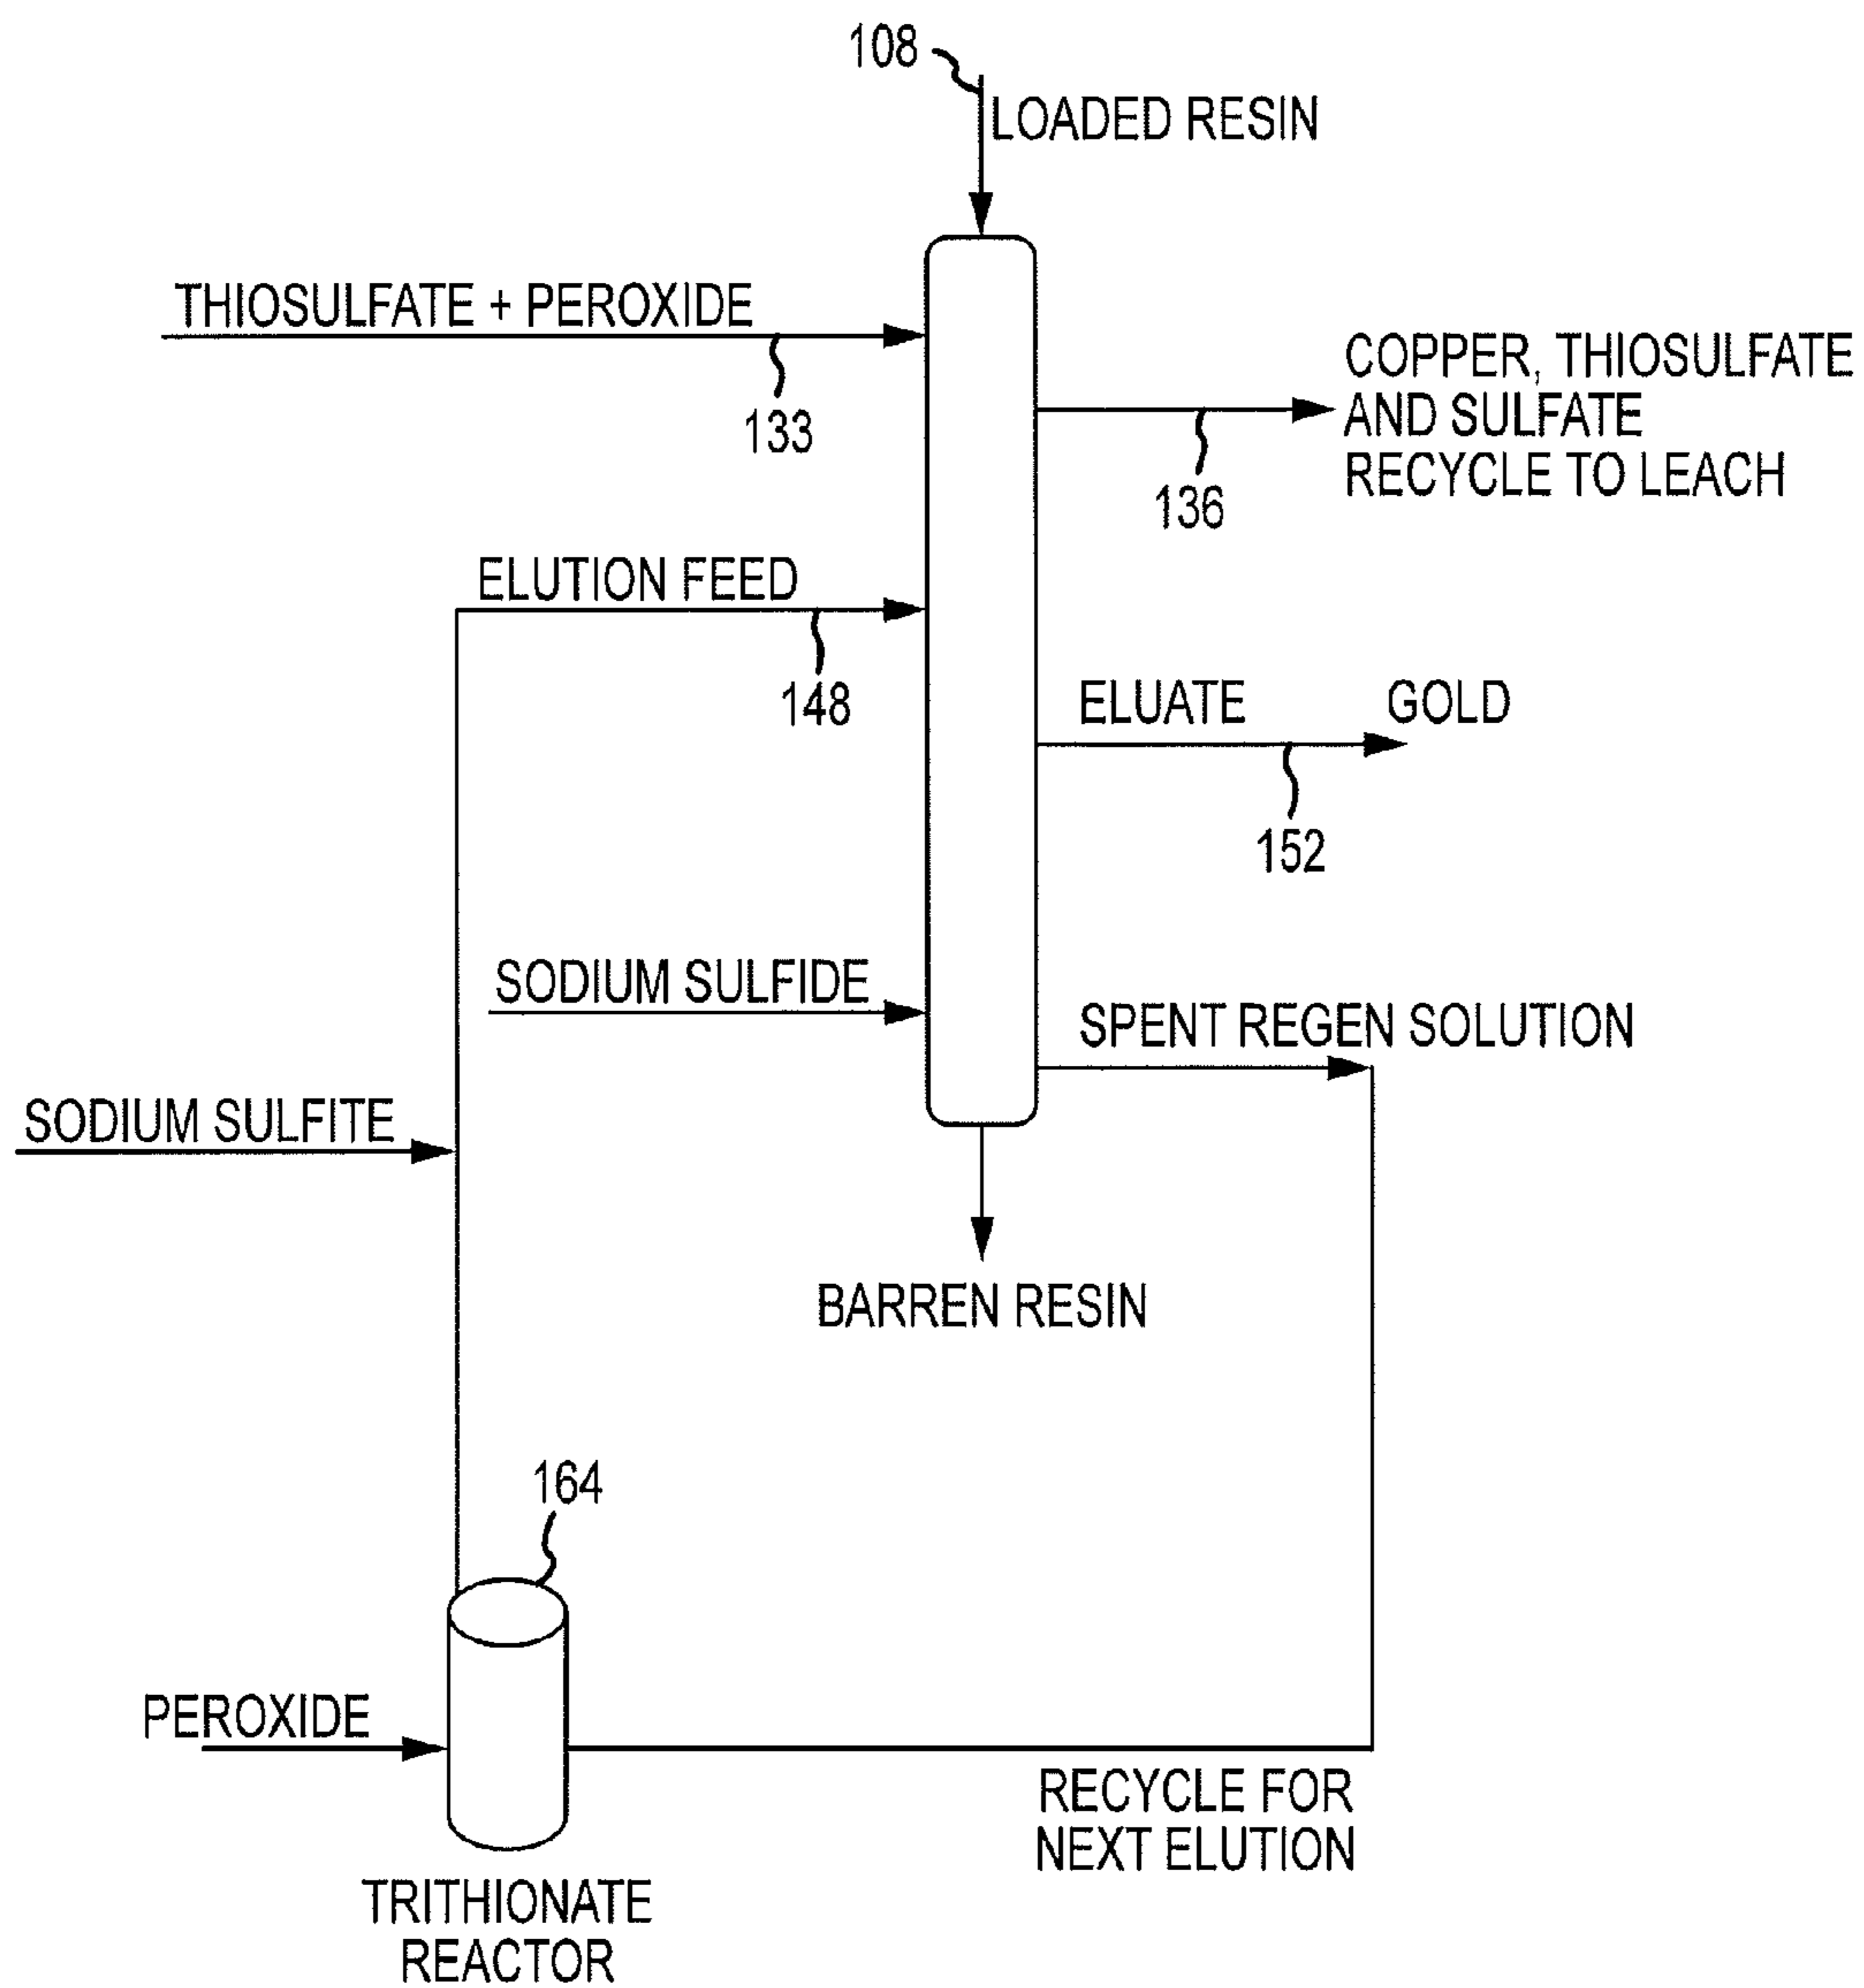 108
LOADED RESIN
THIOSULFATE + PEROXIDE
133
COPPER, THIOSULFATE
AND SULFATE
RECYCLE TO LEACH
136
ELUTION FEED
148
ELUATE
GOLD
152
SODIUM SULFIDE
SPENT REGEN SOLUTION
SODIUM SULFITE
BARREN RESIN
164
PEROXIDE
RECYCLE FOR
NEXT ELUTION
TRITHIONATE
REACTOR